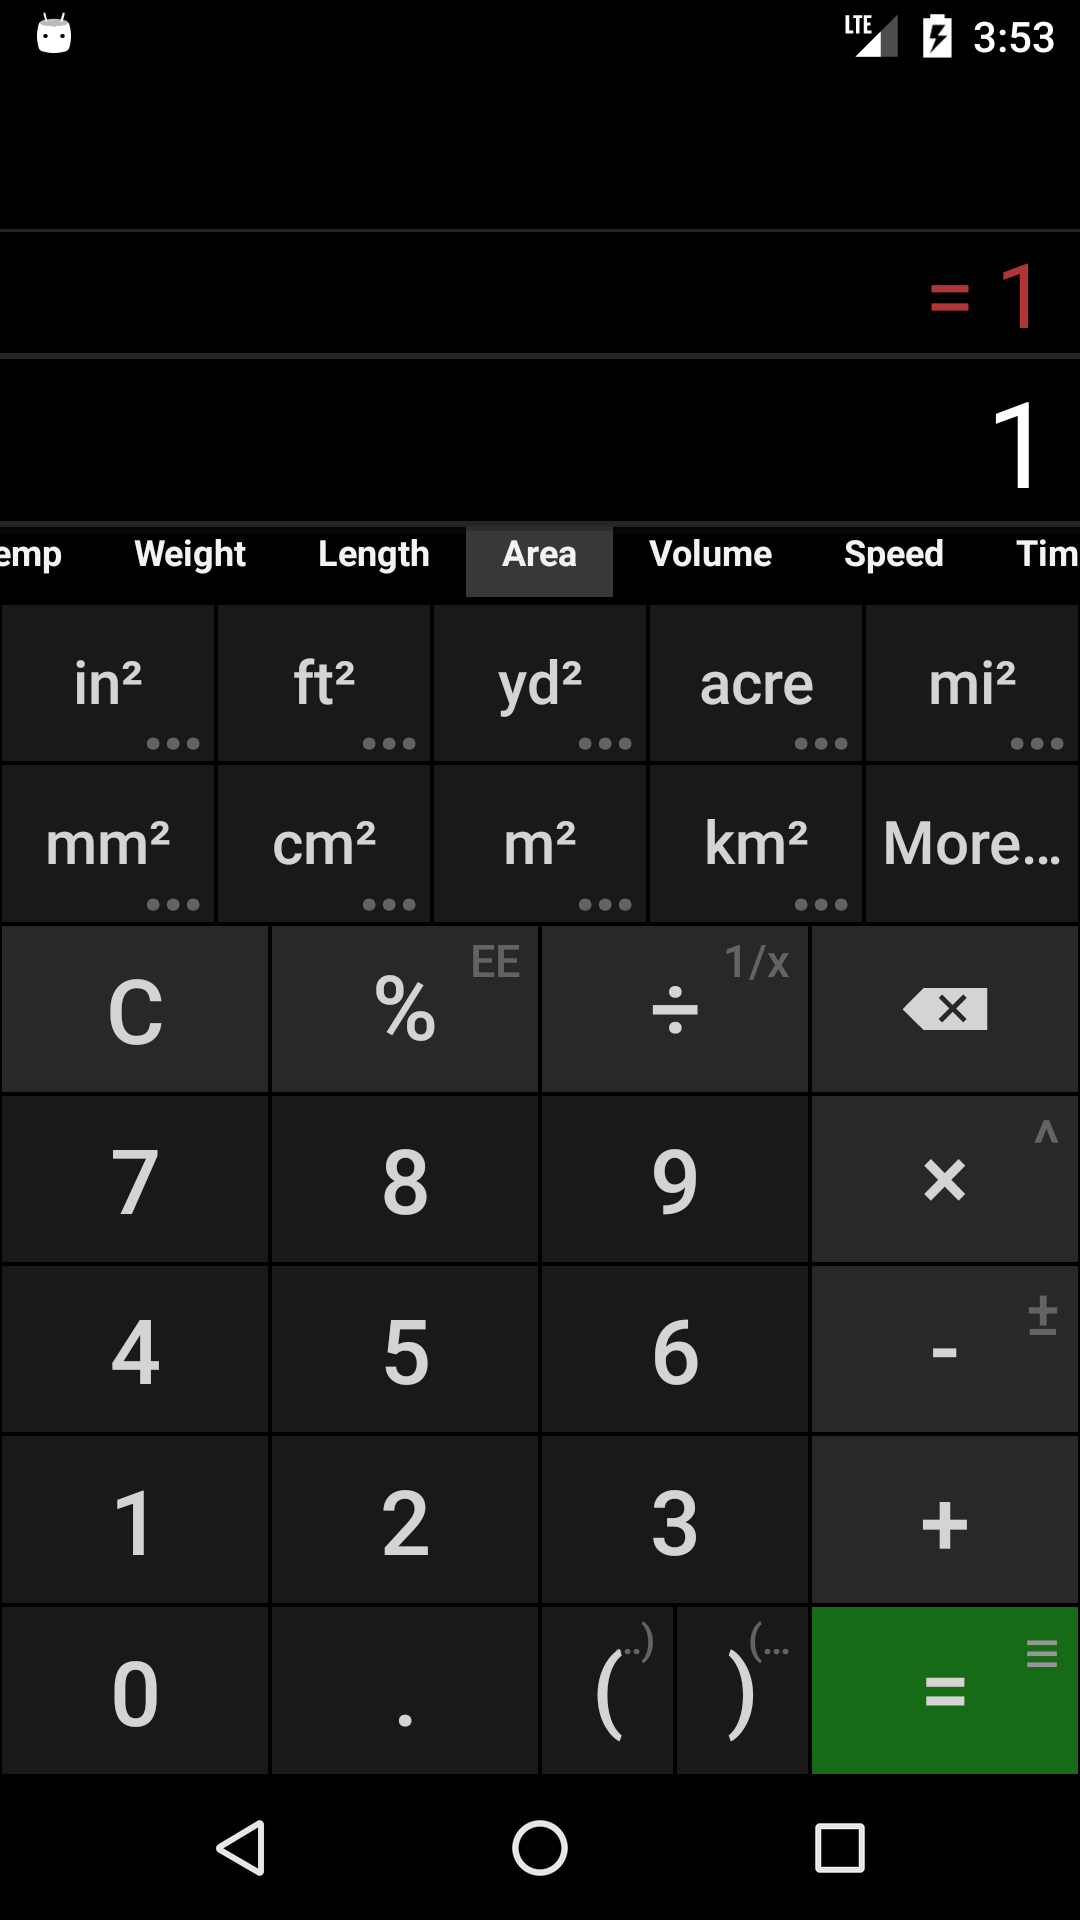 LTE 3:53
= 1
1
emp Weight Length Area Volume Speed Tim
in² ft² yd² acre mi²
mm² cm² m² km² More...
C % EE ÷ 1/x
7 8 9 × ^
4 5 6 - ±
1 2 3 +
0 . ( ..) ) (... =